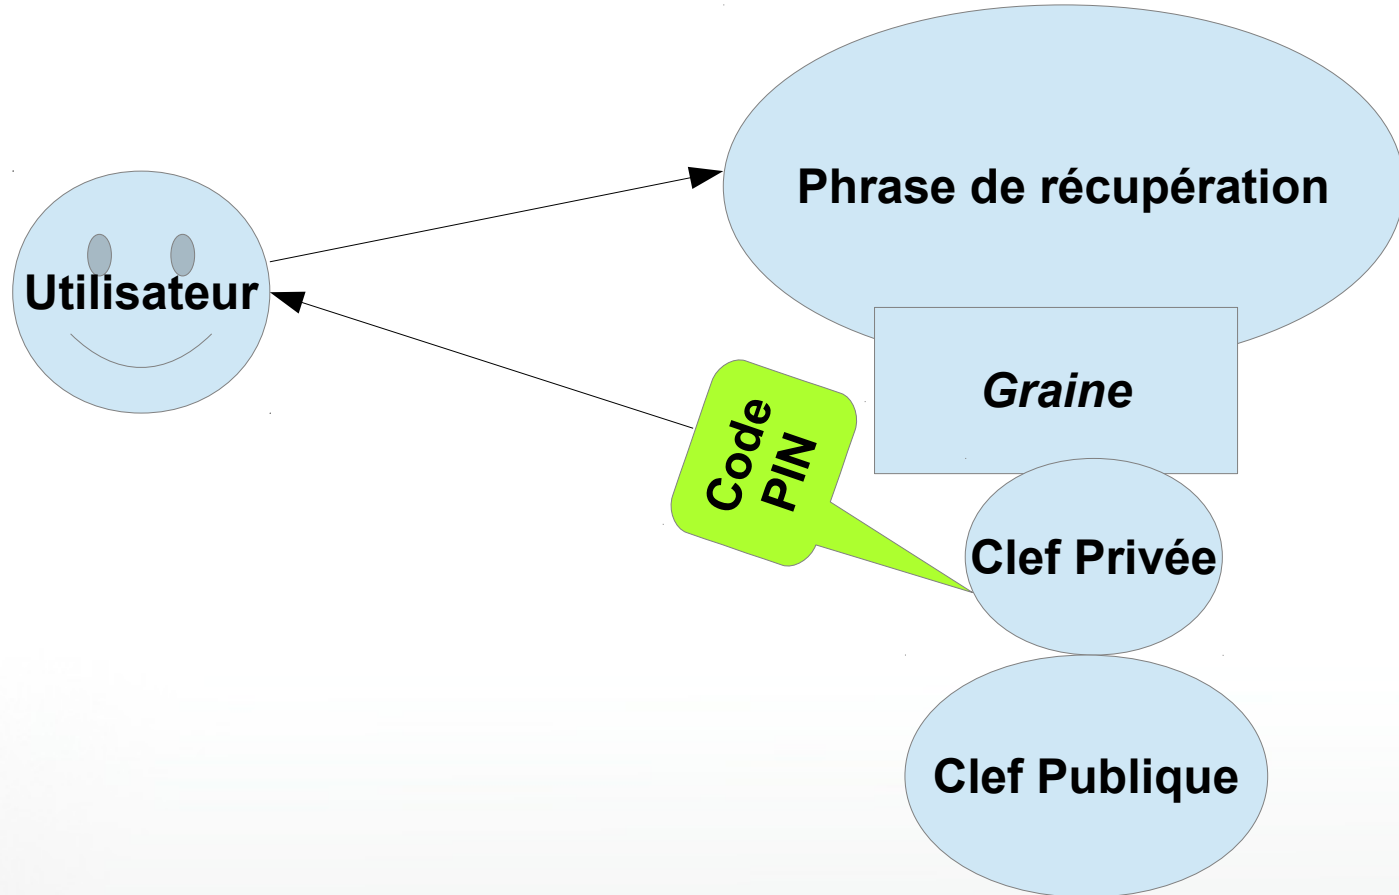 Phrase de récupération
Utilisateur
Graine
Code
PIN
Clef Privée
Clef Publique